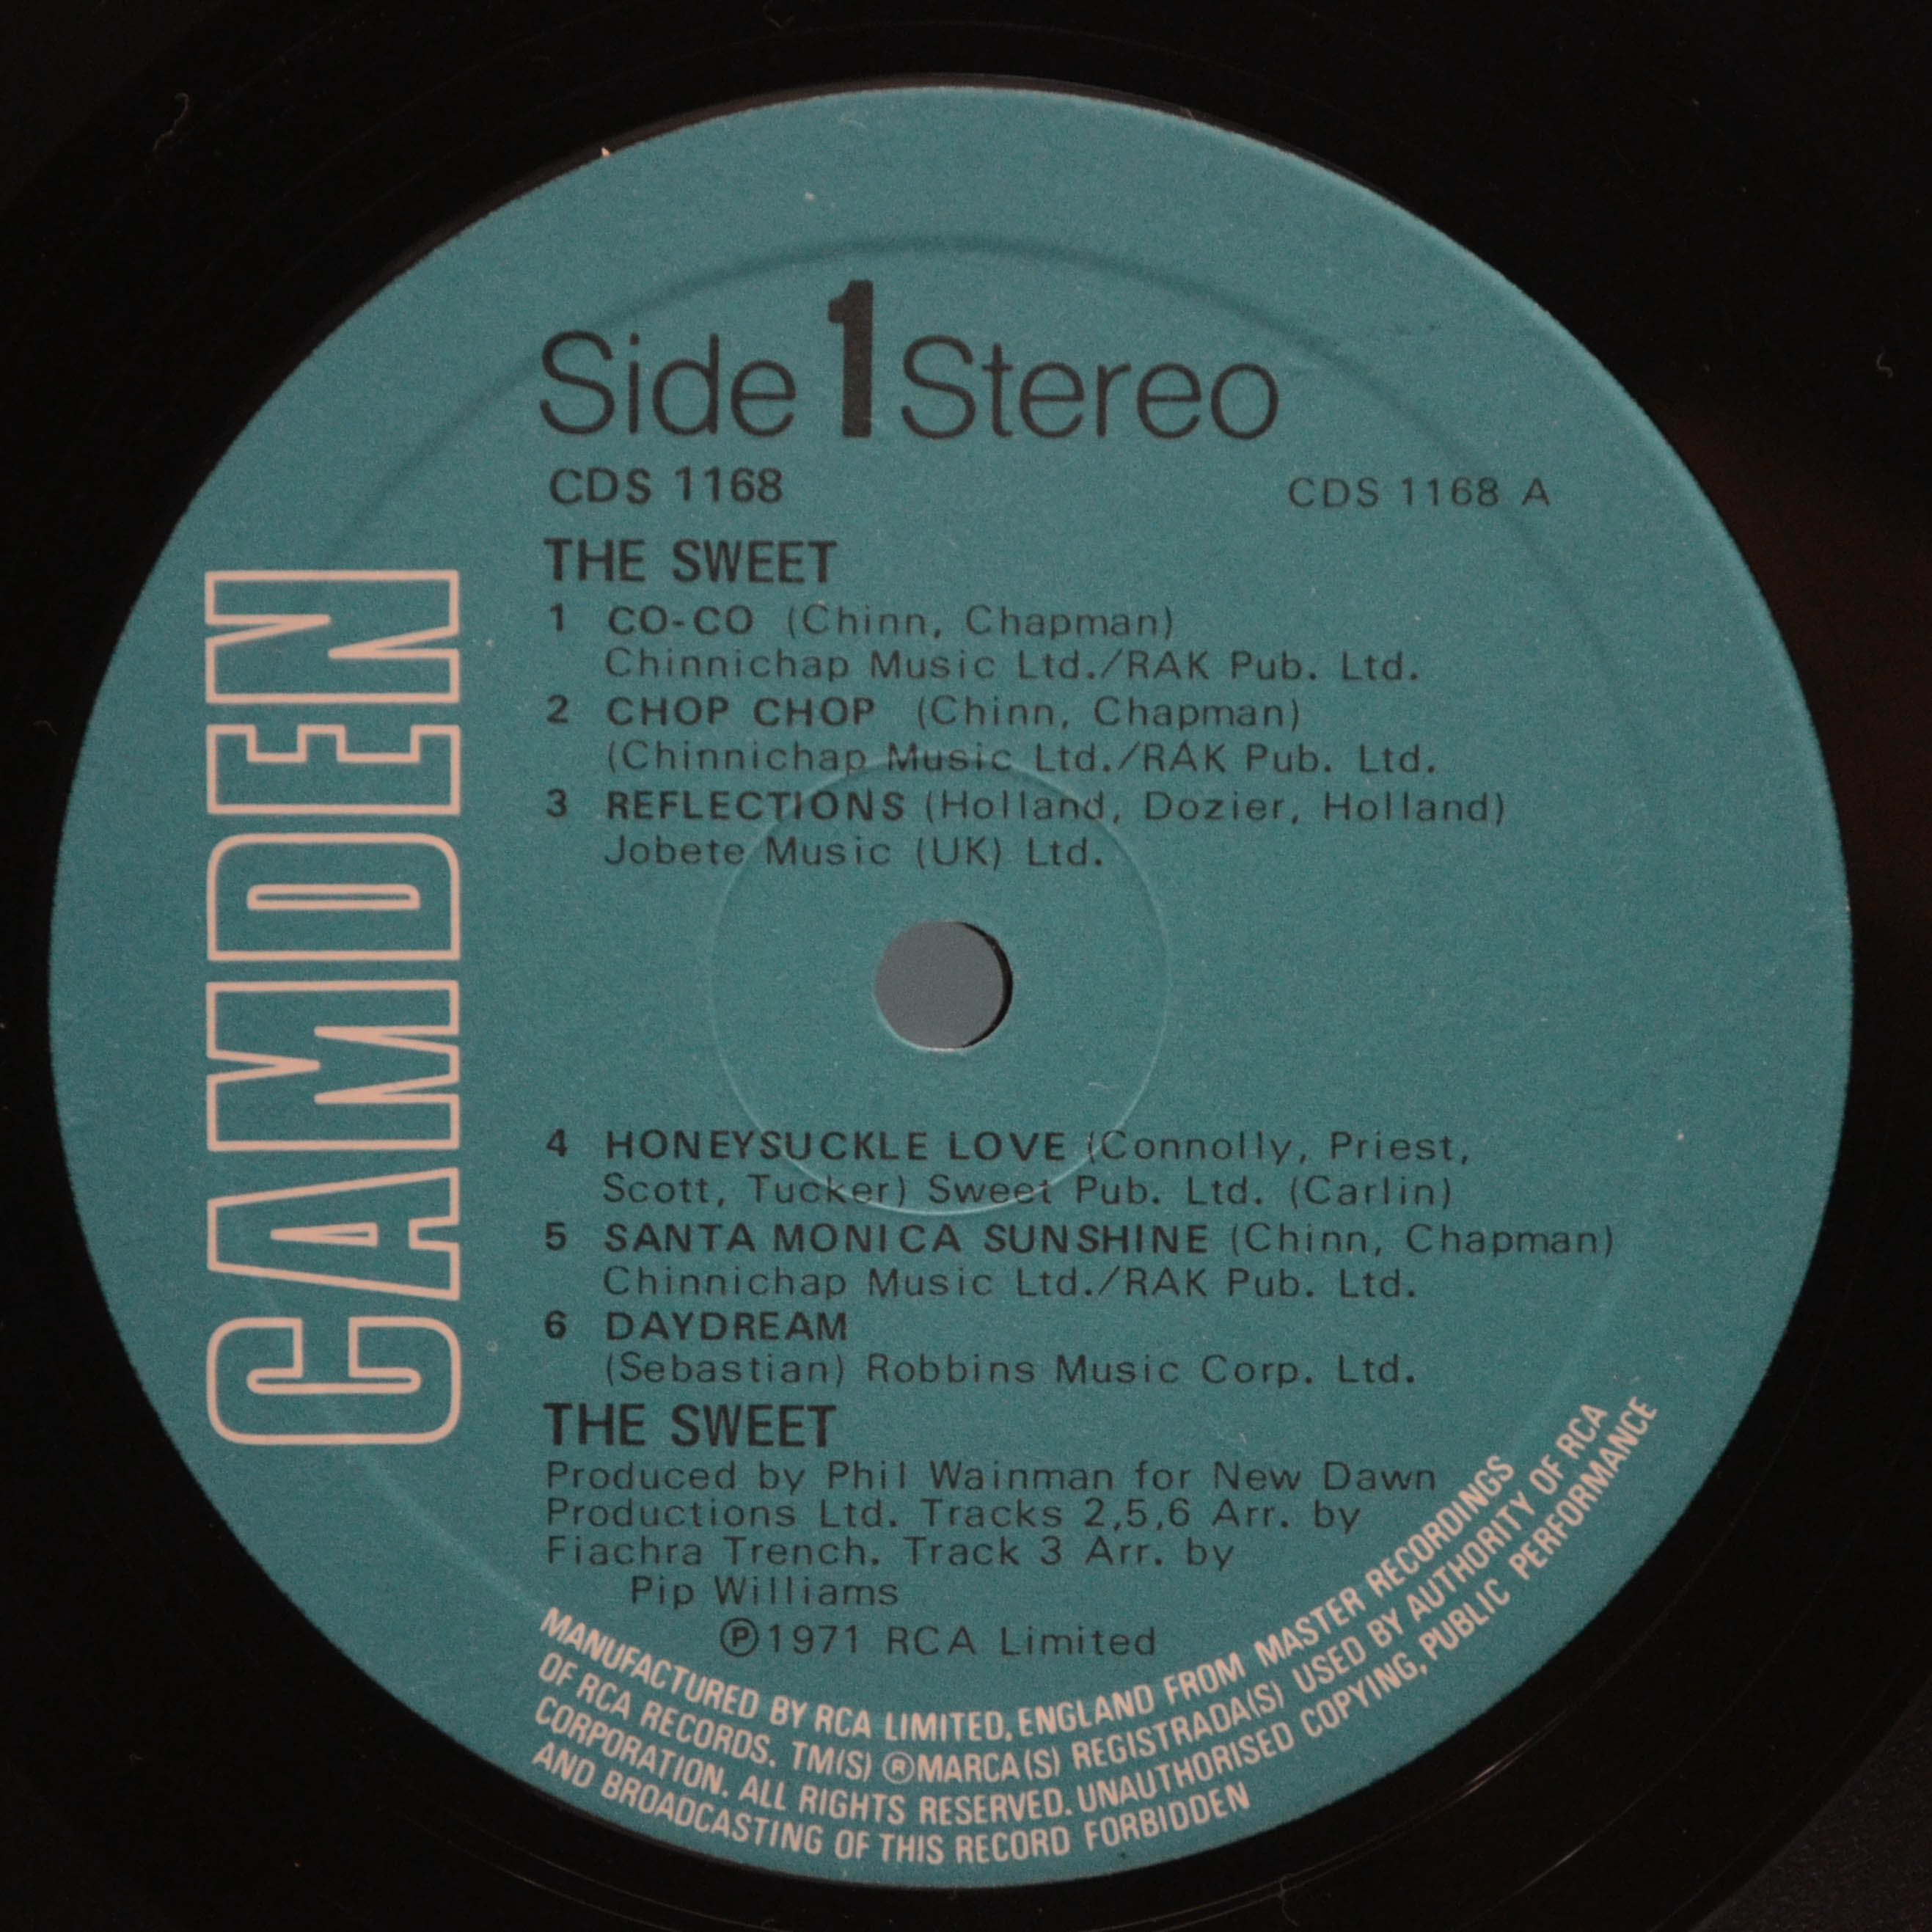 CAMDEN
Side 1 Stereo
CDS 1168 CDS 1168 A
THE SWEET
1 CO-CO (Chinn, Chapman)
Chinnichap Music Ltd./RAK Pub. Ltd.
2 CHOP CHOP (Chinn, Chapman)
(Chinnichap Music Ltd./RAK Pub. Ltd.
3 REFLECTIONS (Holland, Dozier, Holland)
Jobete Music (UK) Ltd.
4 HONEYSUCKLE LOVE (Connolly, Priest,
Scott, Tucker) Sweet Pub. Ltd. (Carlin)
5 SANTA MONICA SUNSHINE (Chinn, Chapman)
Chinnichap Music Ltd./RAK Pub. Ltd.
6 DAYDREAM
(Sebastian) Robbins Music Corp. Ltd.
THE SWEET
Produced by Phil Wainman for New Dawn
Productions Ltd. Tracks 2,5,6 Arr. by
Fiachra Trench. Track 3 Arr. by
Pip Williams
℗1971 RCA Limited
MANUFACTURED BY RCA LIMITED, ENGLAND FROM MASTER RECORDINGS
OF RCA RECORDS. TM(S) ®MARCA(S) REGISTRADA(S) USED BY AUTHORITY OF RCA
CORPORATION. ALL RIGHTS RESERVED. UNAUTHORISED COPYING, PUBLIC PERFORMANCE
AND BROADCASTING OF THIS RECORD FORBIDDEN